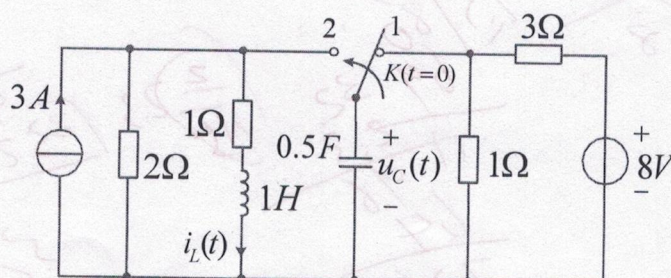 2 1 3Ω
3A K(t=0)
1Ω 0.5F + +
2Ω 1H u_C(t) 1Ω 8V
− −
i_L(t)